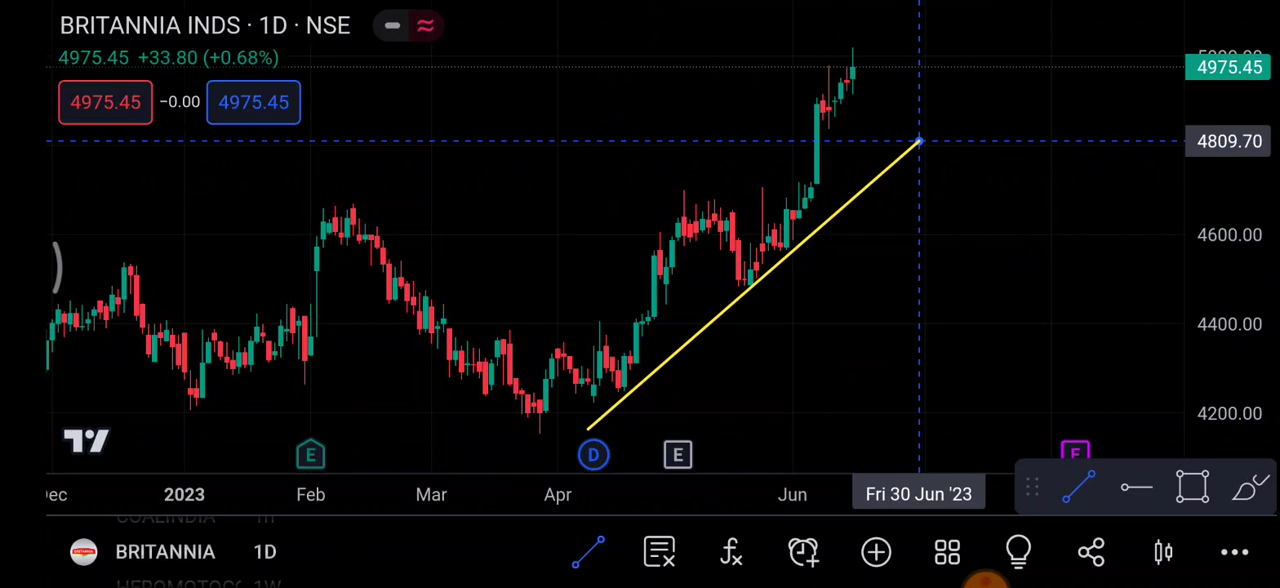 BRITANNIA INDS · 1D · NSE
4975.45 +33.80 (+0.68%)
4975.45 −0.00 4975.45
4975.45
4809.70
4600.00
4400.00
4200.00
E D E
2023 Feb Mar Apr Jun Fri 30 Jun '23
BRITANNIA 1D